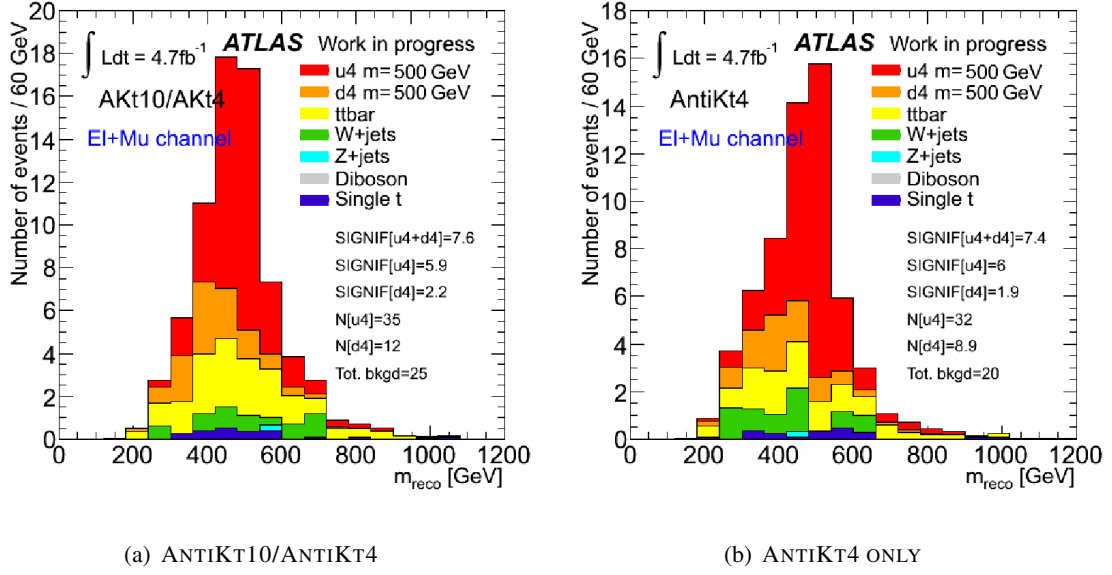 ∫ Ldt = 4.7fb⁻¹
ATLAS Work in progress
AKt10/AKt4
El+Mu channel
u4 m= 500 GeV
d4 m= 500 GeV
ttbar
W+jets
Z+jets
Diboson
Single t
SIGNIF[u4+d4]=7.6
SIGNIF[u4]=5.9
SIGNIF[d4]=2.2
N[u4]=35
N[d4]=12
Tot. bkgd=25
Number of events / 60 GeV
20
18
16
14
12
10
8
6
4
2
0
0 200 400 600 800 1000 1200
m_reco [GeV]
(a) ANTIKT10/ANTIKT4
∫ Ldt = 4.7fb⁻¹
ATLAS Work in progress
AntiKt4
El+Mu channel
u4 m= 500 GeV
d4 m= 500 GeV
ttbar
W+jets
Z+jets
Diboson
Single t
SIGNIF[u4+d4]=7.4
SIGNIF[u4]=6
SIGNIF[d4]=1.9
N[u4]=32
N[d4]=8.9
Tot. bkgd=20
Number of events / 60 GeV
18
16
14
12
10
8
6
4
2
0
0 200 400 600 800 1000 1200
m_reco [GeV]
(b) ANTIKT4 ONLY